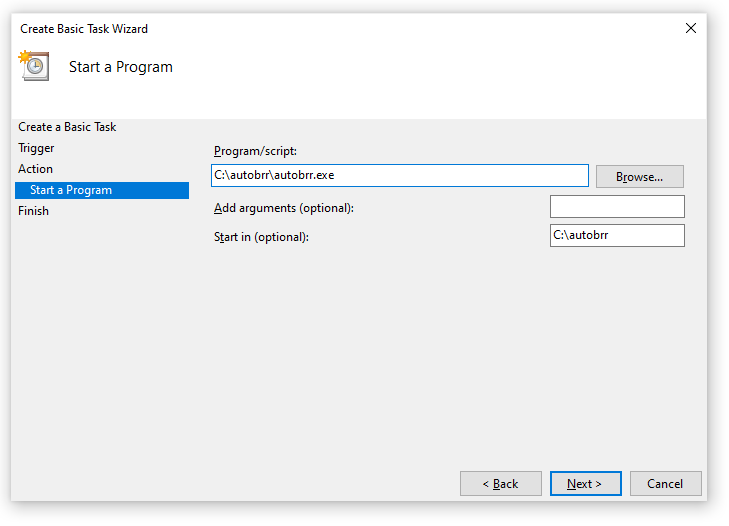 Create Basic Task Wizard
Start a Program
Create a Basic Task
Trigger
Action
Start a Program
Finish
Program/script:
C:\autobrr\autobrr.exe
Browse...
Add arguments (optional):
Start in (optional):
C:\autobrr
< Back
Next >
Cancel